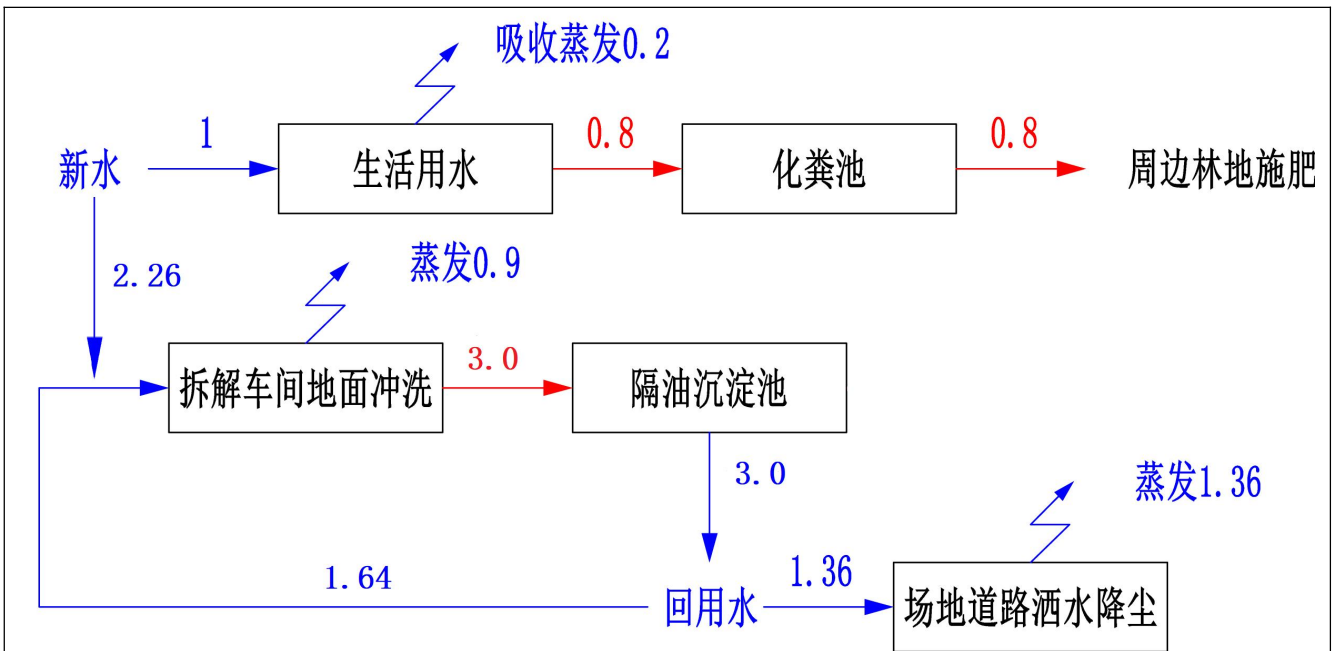 吸收蒸发0.2
新水
1
生活用水
0.8
化粪池
0.8
周边林地施肥
2.26
蒸发0.9
拆解车间地面冲洗
3.0
隔油沉淀池
3.0
蒸发1.36
1.64
回用水
1.36
场地道路洒水降尘